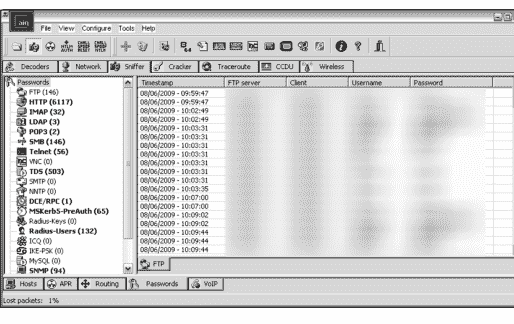 File View Configure Tools Help
Decoders Network Sniffer Cracker Traceroute CCDU Wireless
Passwords
FTP (146)
HTTP (6117)
IMAP (32)
LDAP (3)
POP3 (2)
SMB (146)
Telnet (56)
VNC (0)
TDS (503)
SMTP (0)
NNTP (0)
DCE/RPC (1)
MSKerb5-PreAuth (65)
Radius-Keys (0)
Radius-Users (132)
ICQ (0)
IKE-PSK (0)
MySQL (0)
SNMP (94)
Timestamp FTP server Client Username Password
08/06/2009 - 09:59:47
08/06/2009 - 09:59:47
08/06/2009 - 10:02:49
08/06/2009 - 10:02:49
08/06/2009 - 10:03:31
08/06/2009 - 10:03:31
08/06/2009 - 10:03:31
08/06/2009 - 10:03:31
08/06/2009 - 10:03:31
08/06/2009 - 10:03:31
08/06/2009 - 10:03:31
08/06/2009 - 10:03:35
08/06/2009 - 10:07:00
08/06/2009 - 10:07:00
08/06/2009 - 10:09:02
08/06/2009 - 10:09:02
08/06/2009 - 10:09:44
08/06/2009 - 10:09:44
08/06/2009 - 10:09:44
FTP
Hosts APR Routing Passwords VoIP
Lost packets: 1%